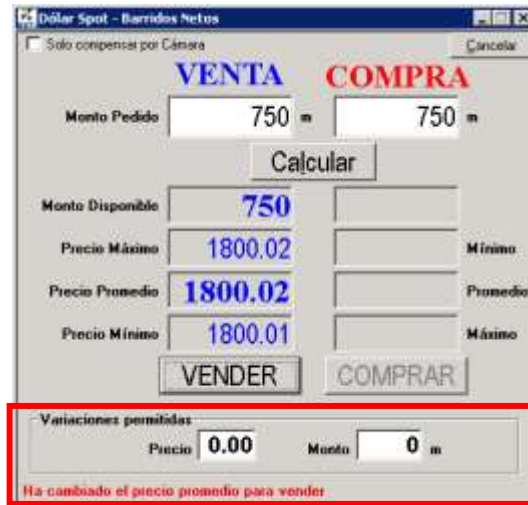 Dólar Spot - Barridos Netos
Solo compensar por Cámara Cancelar
VENTA COMPRA
Monto Pedido 750 m 750 m
Calcular
Monto Disponible 750
Precio Máximo 1800.02 Mínimo
Precio Promedio 1800.02 Promedio
Precio Mínimo 1800.01 Máximo
VENDER COMPRAR
Variaciones permitidas
Precio 0.00 Monto 0 m
Ha cambiado el precio promedio para vender